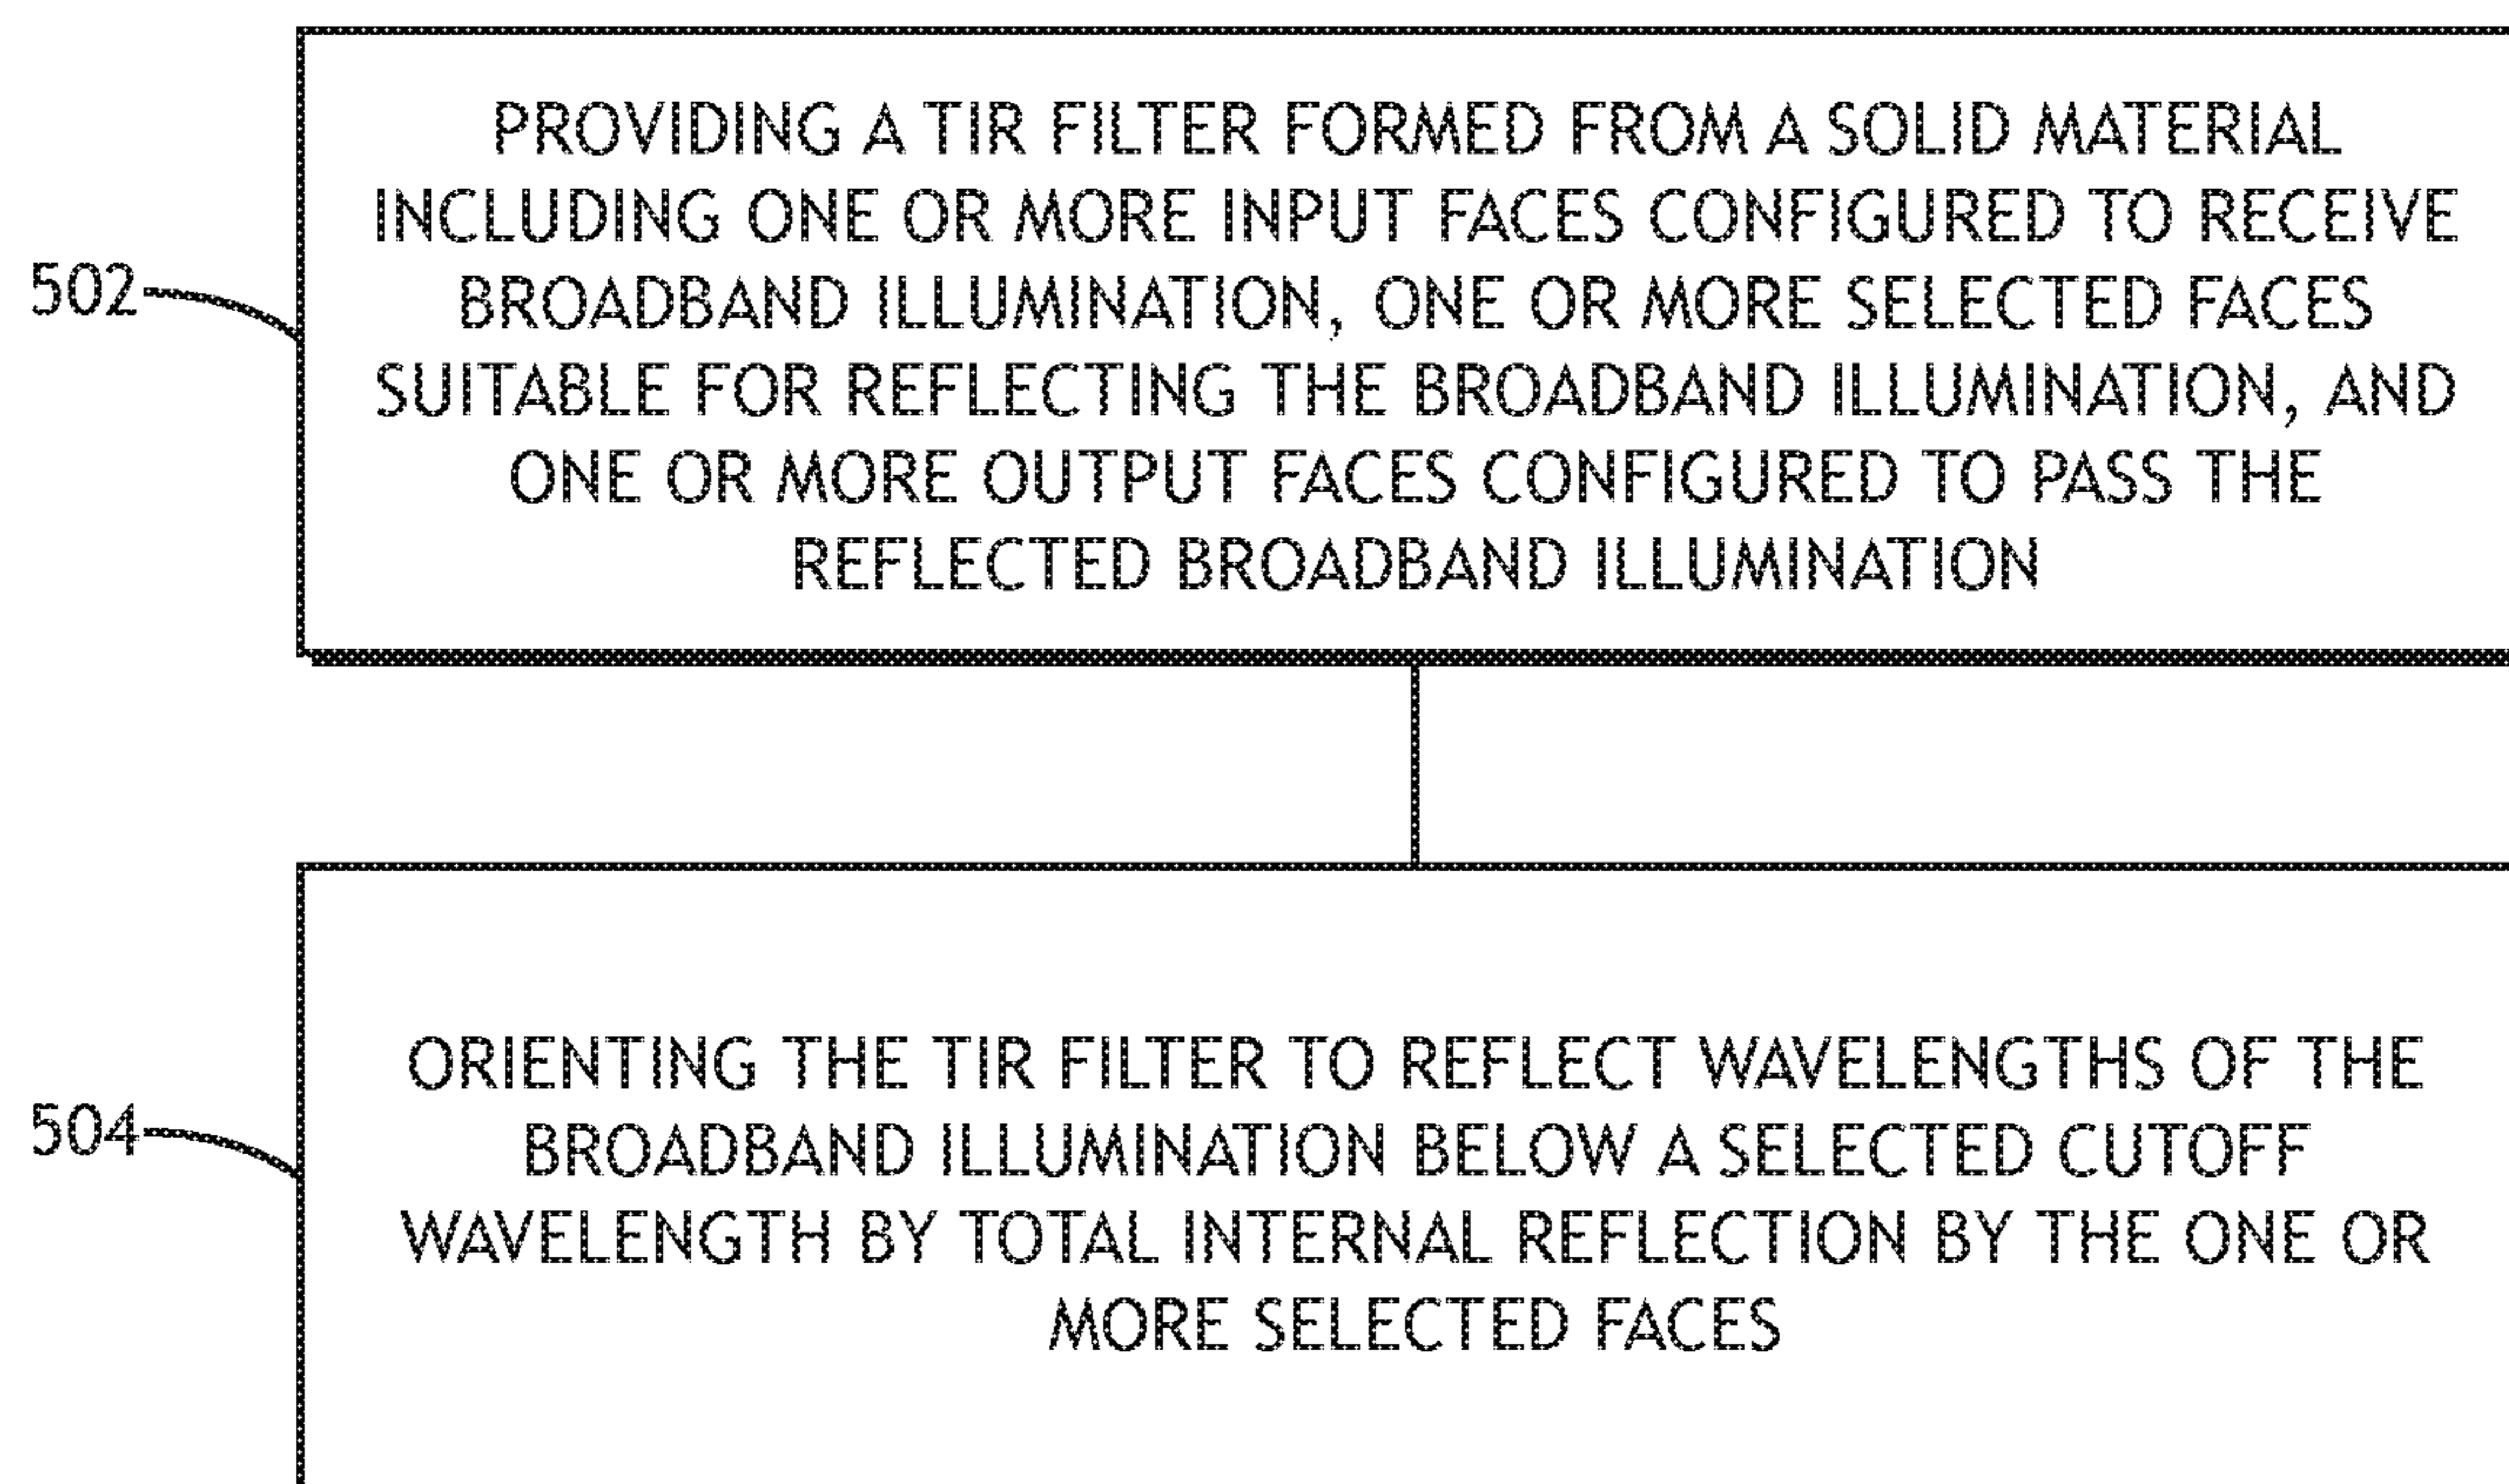 PROVIDING A TIR FILTER FORMED FROM A SOLID MATERIAL
INCLUDING ONE OR MORE INPUT FACES CONFIGURED TO RECEIVE
502
BROADBAND ILLUMINATION, ONE OR MORE SELECTED FACES
SUITABLE FOR REFLECTING THE BROADBAND ILLUMINATION, AND
ONE OR MORE OUTPUT FACES CONFIGURED TO PASS THE
REFLECTED BROADBAND ILLUMINATION
ORIENTING THE TIR FILTER TO REFLECT WAVELENGTHS OF THE
504
BROADBAND ILLUMINATION BELOW A SELECTED CUTOFF
WAVELENGTH BY TOTAL INTERNAL REFLECTION BY THE ONE OR
MORE SELECTED FACES